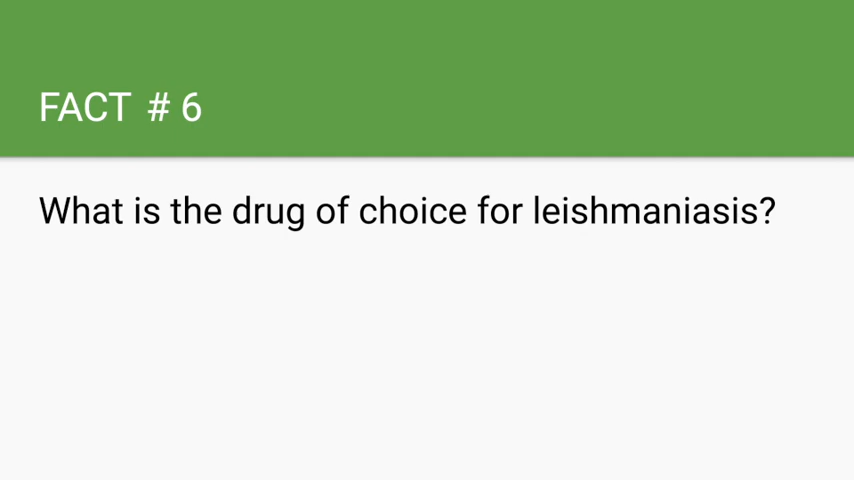 FACT # 6
What is the drug of choice for leishmaniasis?